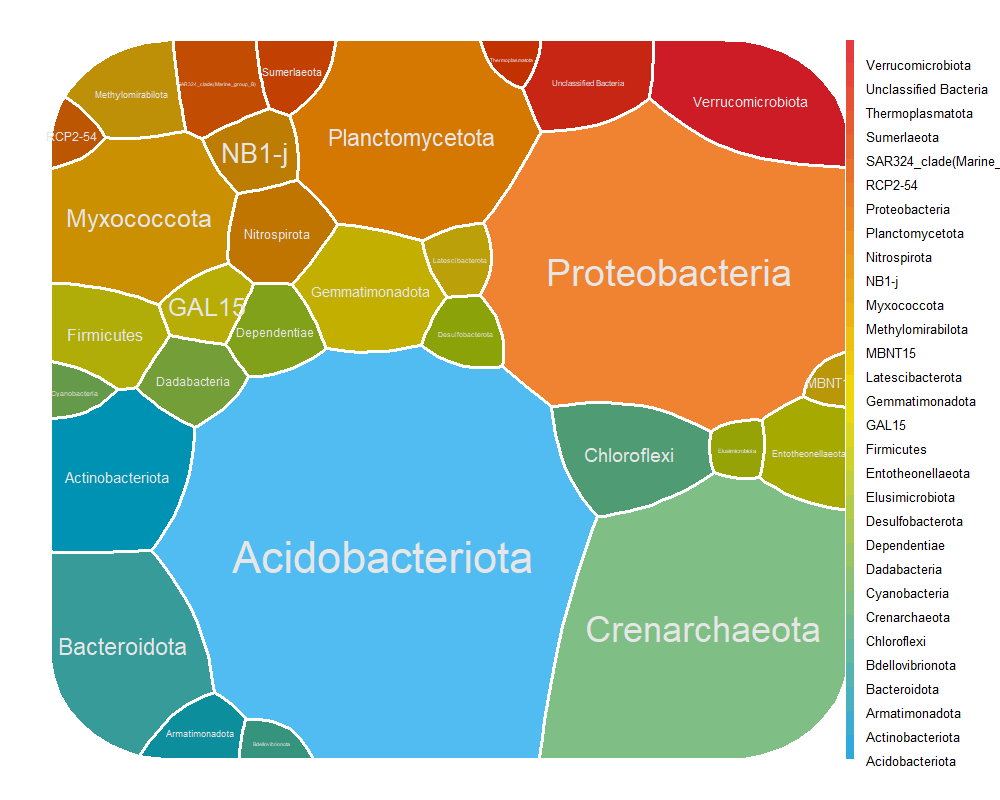 Methylomirabilota
SAR324_clade(Marine_group_B)
Sumerlaeota
Thermoplasmatota
Unclassified Bacteria
Verrucomicrobiota
RCP2-54
NB1-j
Planctomycetota
Myxococcota
Nitrospirota
Latescibacterota
Proteobacteria
Gemmatimonadota
GAL15
Firmicutes
Dependentiae
Desulfobacterota
Dadabacteria
Cyanobacteria
MBNT1
Actinobacteriota
Chloroflexi
Elusimicrobiota
Entotheonellaeota
Acidobacteriota
Crenarchaeota
Bacteroidota
Armatimonadota
Bdellovibrionota
Verrucomicrobiota
Unclassified Bacteria
Thermoplasmatota
Sumerlaeota
SAR324_clade(Marine_
RCP2-54
Proteobacteria
Planctomycetota
Nitrospirota
NB1-j
Myxococcota
Methylomirabilota
MBNT15
Latescibacterota
Gemmatimonadota
GAL15
Firmicutes
Entotheonellaeota
Elusimicrobiota
Desulfobacterota
Dependentiae
Dadabacteria
Cyanobacteria
Crenarchaeota
Chloroflexi
Bdellovibrionota
Bacteroidota
Armatimonadota
Actinobacteriota
Acidobacteriota